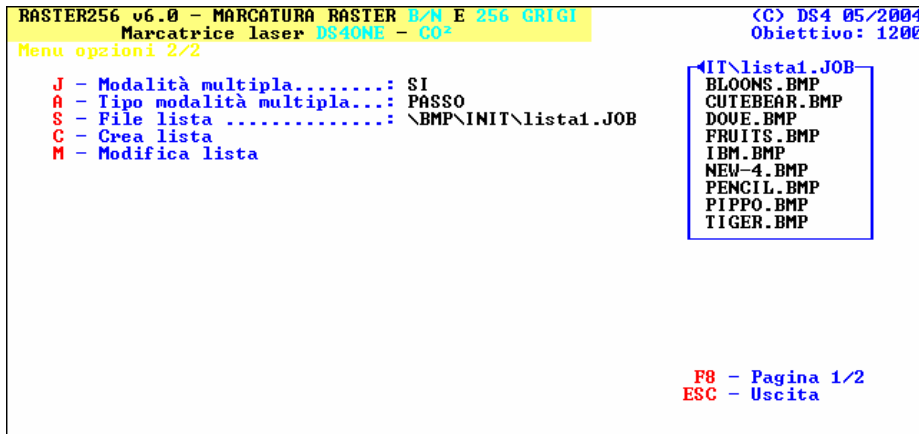 RASTER256 v6.0 - MARCATURA RASTER B/N E 256 GRIGI (C) DS4 05/2004
Marcatrice laser DS4ONE - CO² Obiettivo: 1200
Menu opzioni 2/2
J - Modalità multipla........: SI
A - Tipo modalità multipla...: PASSO
S - File lista ..............: \BMP\INIT\lista1.JOB
C - Crea lista
M - Modifica lista
IT\lista1.JOB
BLOONS.BMP
CUTEBEAR.BMP
DOVE.BMP
FRUITS.BMP
IBM.BMP
NEW-4.BMP
PENCIL.BMP
PIPPO.BMP
TIGER.BMP
F8 - Pagina 1/2
ESC - Uscita